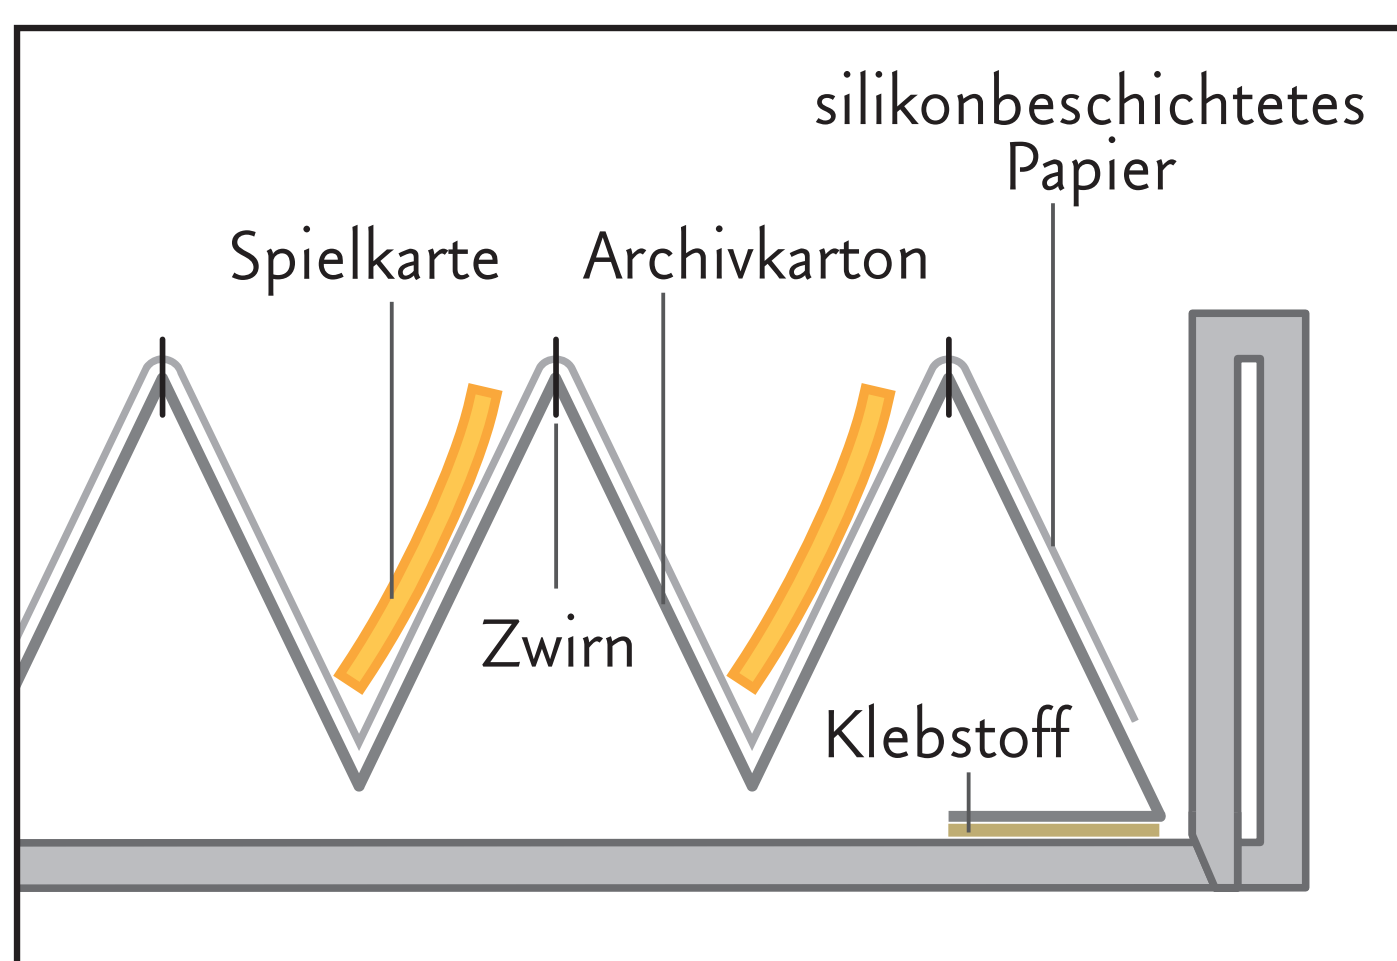 silikonbeschichtetes
Papier
Spielkarte
Archivkarton
Zwirn
Klebstoff